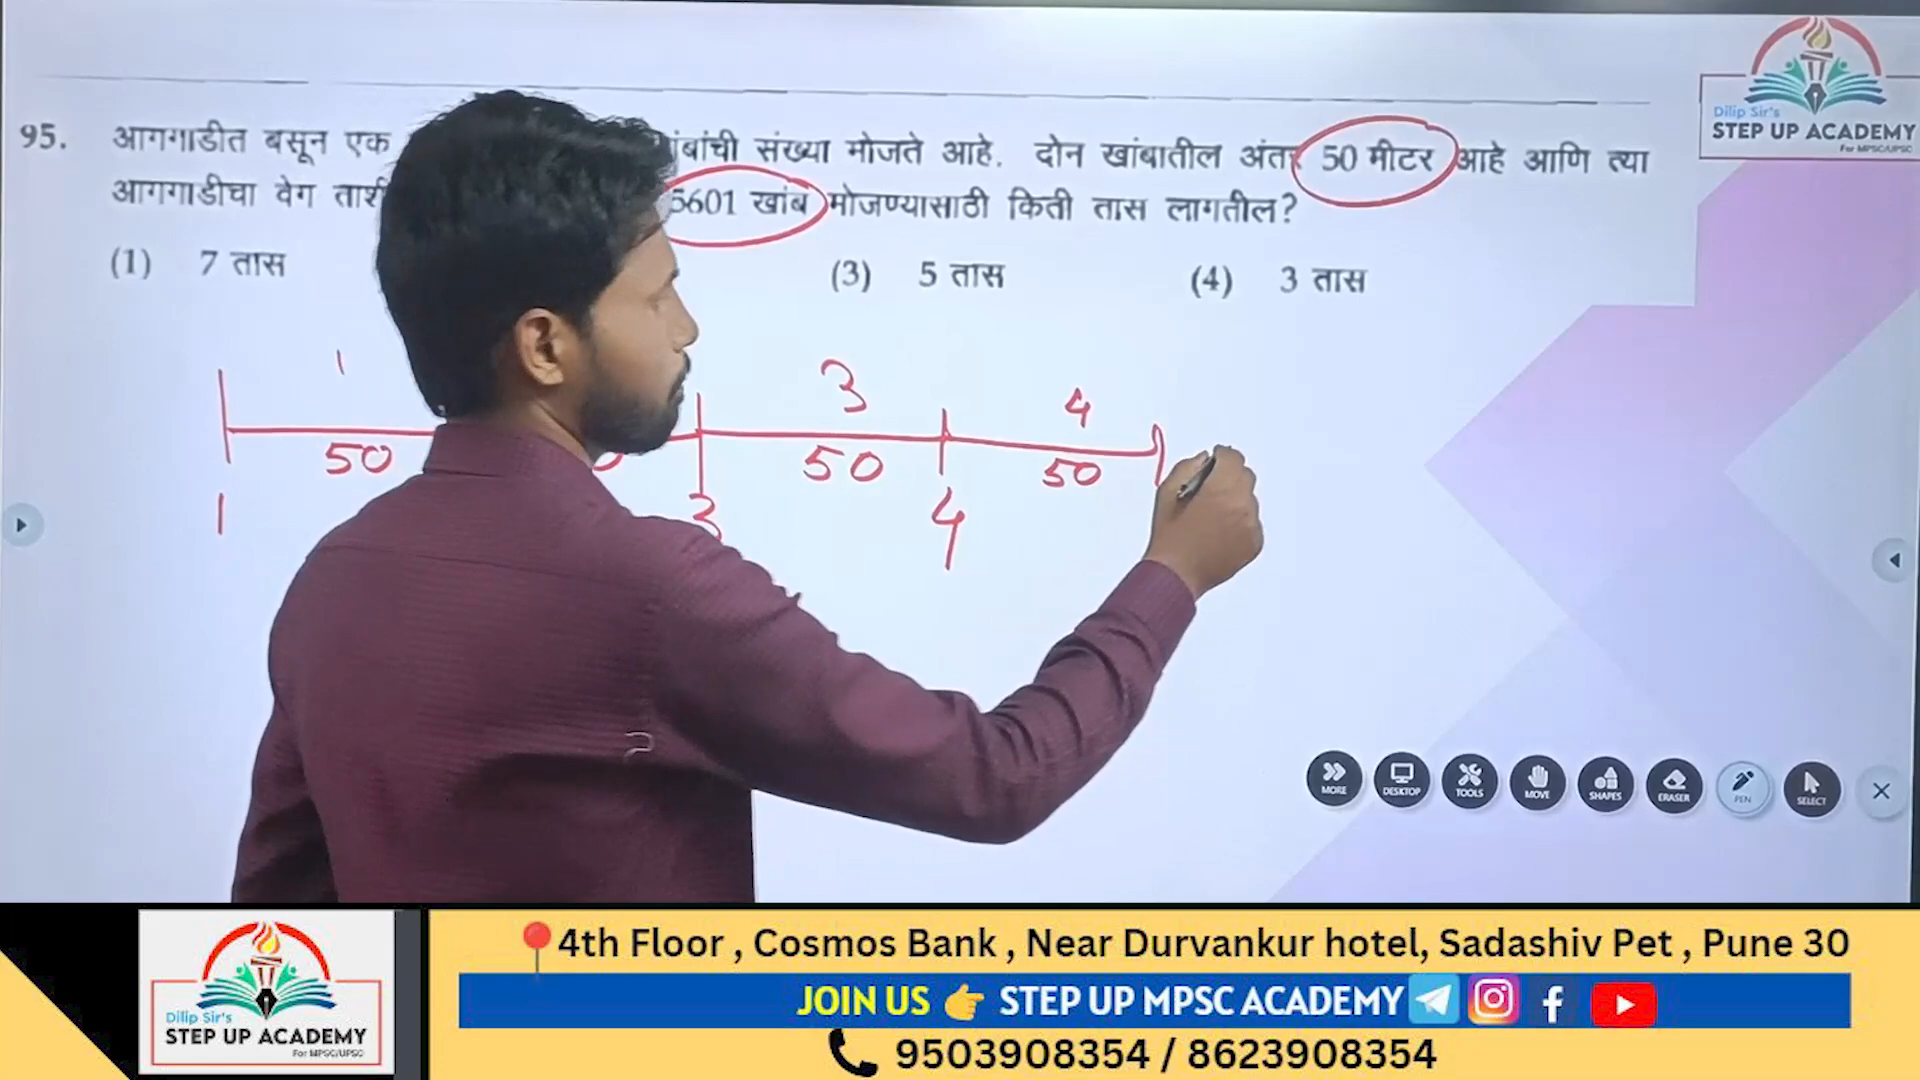 Dilip Sir's
STEP UP ACADEMY
For MPSC/UPSC
95. आगगाडीत बसून एक खांबांची संख्या मोजते आहे. दोन खांबातील अंतर 50 मीटर आहे आणि त्या
आगगाडीचा वेग 5601 खांब मोजण्यासाठी किती तास लागतील?
(1) 7 तास (3) 5 तास (4) 3 तास
1 3 4
50 50 50
1 3 4
MORE DESKTOP TOOLS MOVE SHAPES ERASER PEN SELECT
Dilip Sir's
STEP UP ACADEMY
For MPSC/UPSC
4th Floor , Cosmos Bank , Near Durvankur hotel, Sadashiv Pet , Pune 30
JOIN US 👉 STEP UP MPSC ACADEMY
9503908354 / 8623908354